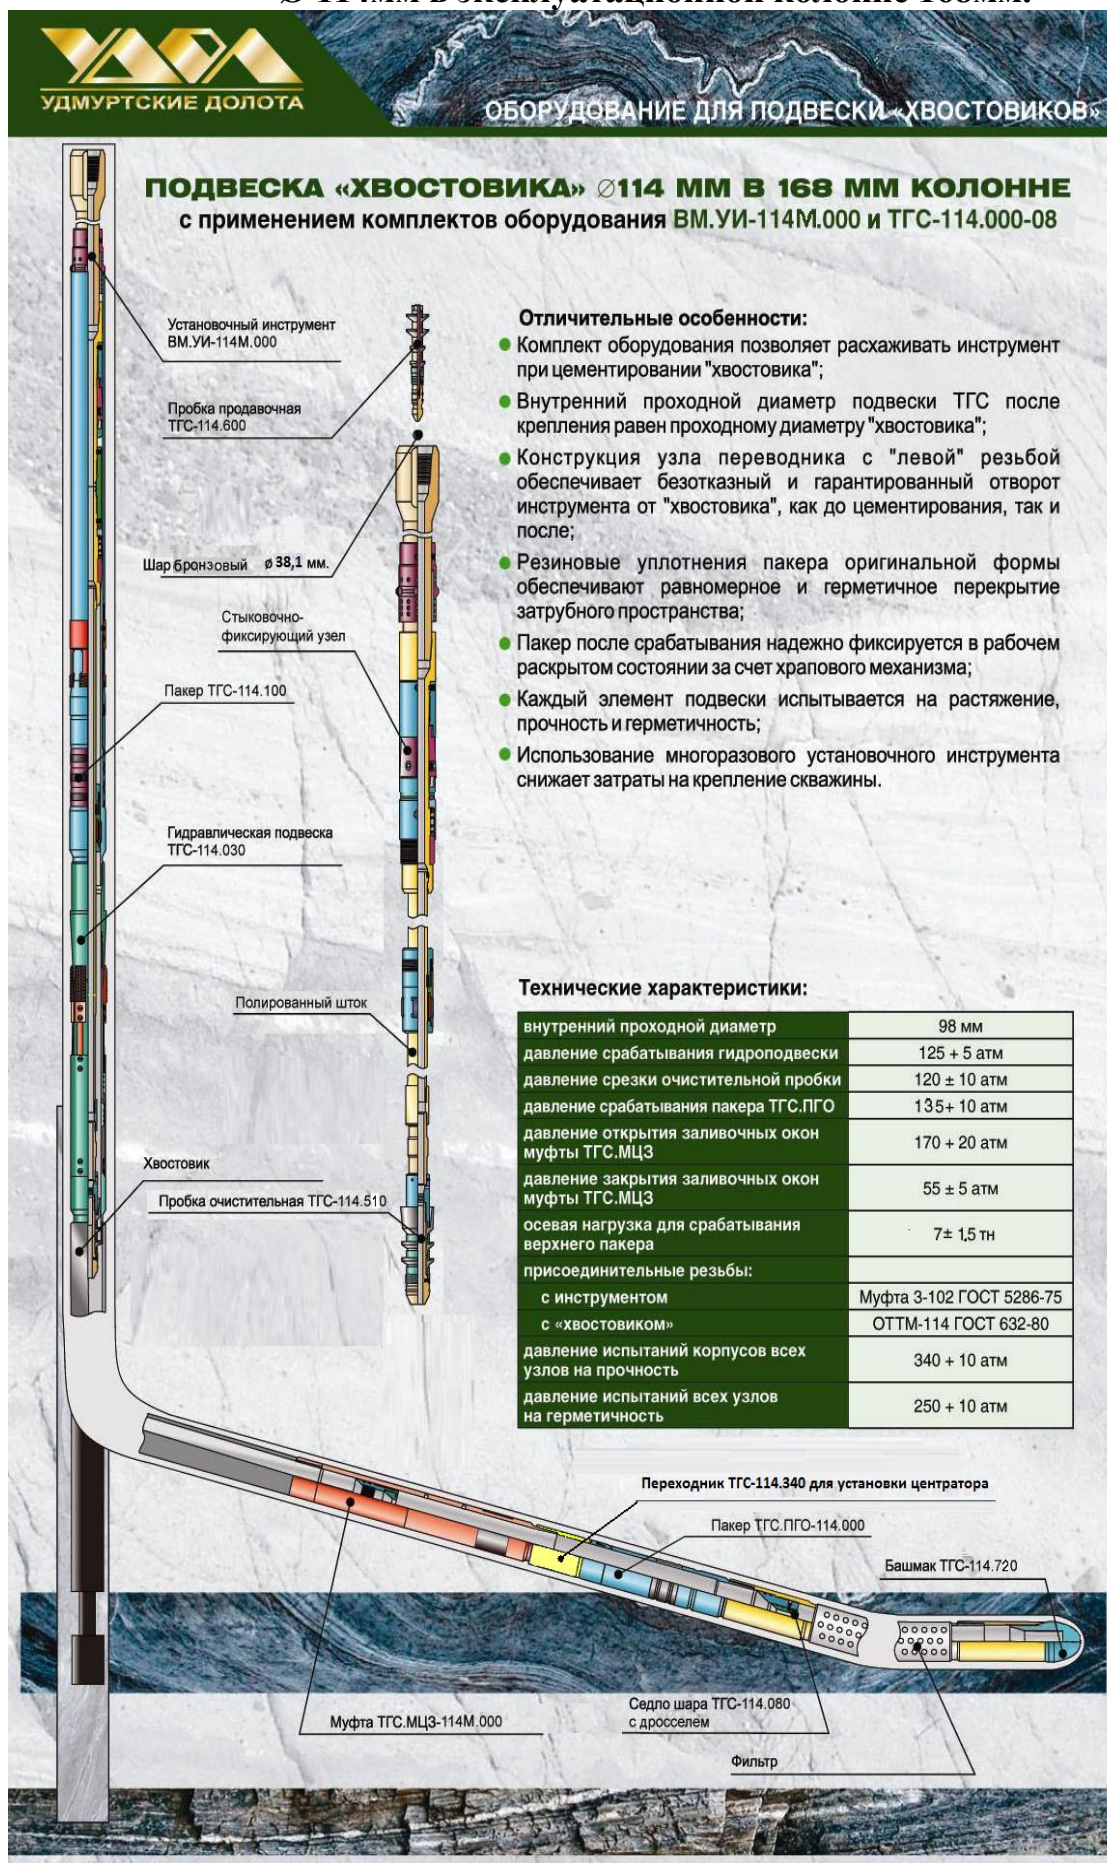 Ø 114мм в эксплуатационной колонне 168мм.
УДОЛ
УДМУРТСКИЕ ДОЛОТА
ОБОРУДОВАНИЕ ДЛЯ ПОДВЕСКИ «ХВОСТОВИКОВ»
ПОДВЕСКА «ХВОСТОВИКА» ∅114 ММ В 168 ММ КОЛОННЕ
с применением комплектов оборудования ВМ.УИ-114М.000 и ТГС-114.000-08
Установочный инструмент
ВМ.УИ-114М.000
Пробка продавочная
ТГС-114.600
Шар бронзовый ø 38,1 мм.
Стыковочно-
фиксирующий узел
Пакер ТГС-114.100
Гидравлическая подвеска
ТГС-114.030
Полированный шток
Хвостовик
Пробка очистительная ТГС-114.510
Отличительные особенности:
Комплект оборудования позволяет расхаживать инструмент
при цементировании "хвостовика";
Внутренний проходной диаметр подвески ТГС после
крепления равен проходному диаметру "хвостовика";
Конструкция узла переводника с "левой" резьбой
обеспечивает безотказный и гарантированный отворот
инструмента от "хвостовика", как до цементирования, так и
после;
Резиновые уплотнения пакера оригинальной формы
обеспечивают равномерное и герметичное перекрытие
затрубного пространства;
Пакер после срабатывания надежно фиксируется в рабочем
раскрытом состоянии за счет храпового механизма;
Каждый элемент подвески испытывается на растяжение,
прочность и герметичность;
Использование многоразового установочного инструмента
снижает затраты на крепление скважины.
Технические характеристики:
внутренний проходной диаметр 98 мм
давление срабатывания гидроподвески 125 + 5 атм
давление срезки очистительной пробки 120 ± 10 атм
давление срабатывания пакера ТГС.ПГО 135+ 10 атм
давление открытия заливочных окон
муфты ТГС.МЦЗ 170 + 20 атм
давление закрытия заливочных окон
муфты ТГС.МЦЗ 55 ± 5 атм
осевая нагрузка для срабатывания
верхнего пакера 7± 1,5 тн
присоединительные резьбы:
с инструментом Муфта З-102 ГОСТ 5286-75
с «хвостовиком» ОТТМ-114 ГОСТ 632-80
давление испытаний корпусов всех
узлов на прочность 340 + 10 атм
давление испытаний всех узлов
на герметичность 250 + 10 атм
Переходник ТГС-114.340 для установки центратора
Пакер ТГС.ПГО-114.000
Башмак ТГС-114.720
Седло шара ТГС-114.080
с дросселем
Муфта ТГС.МЦЗ-114М.000
Фильтр